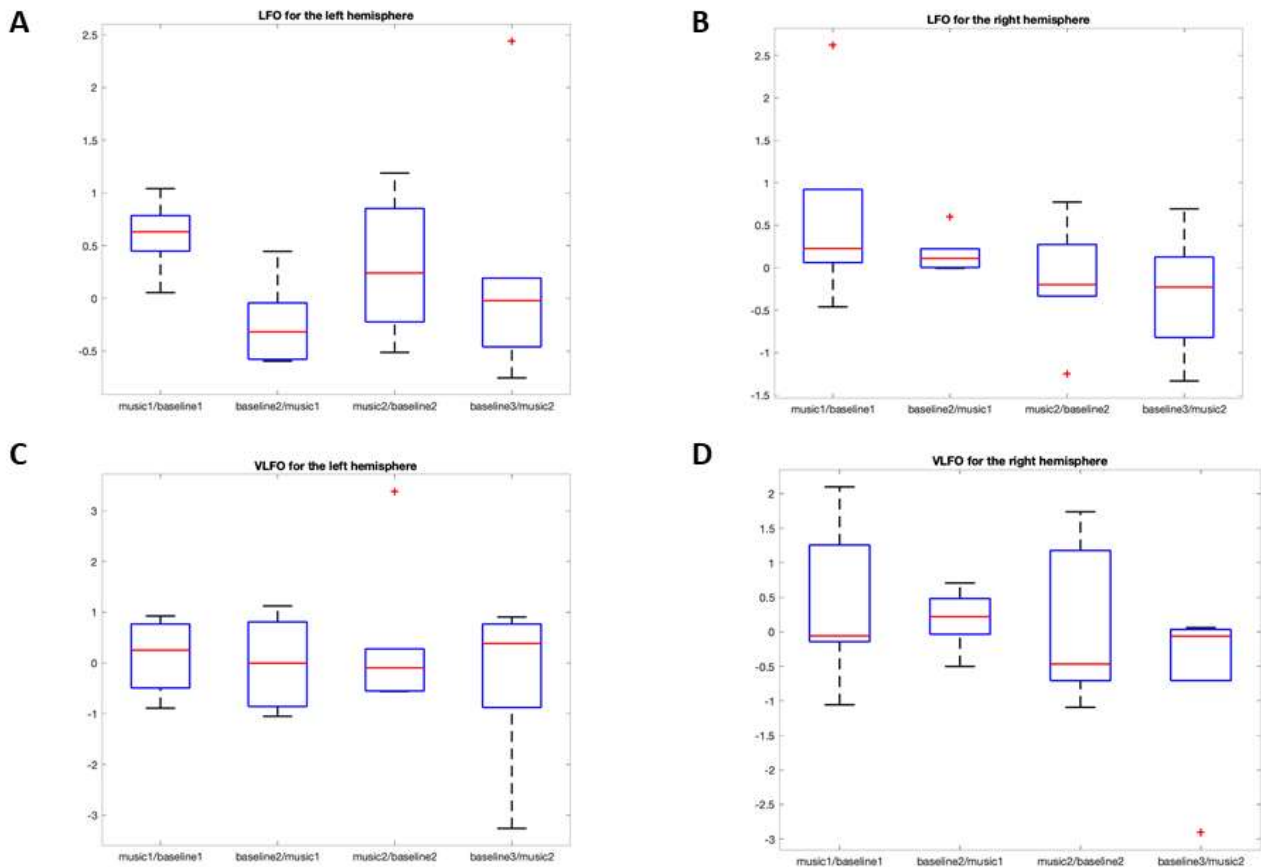 A
LFO for the left hemisphere
2.5
2
1.5
1
0.5
0
-0.5
music1/baseline1 baseline2/music1 music2/baseline2 baseline3/music2
B
LFO for the right hemisphere
2.5
2
1.5
1
0.5
0
-0.5
-1
-1.5
music1/baseline1 baseline2/music1 music2/baseline2 baseline3/music2
C
VLFO for the left hemisphere
3
2
1
0
-1
-2
-3
music1/baseline1 baseline2/music1 music2/baseline2 baseline3/music2
D
VLFO for the right hemisphere
2
1.5
1
0.5
0
-0.5
-1
-1.5
-2
-2.5
-3
music1/baseline1 baseline2/music1 music2/baseline2 baseline3/music2